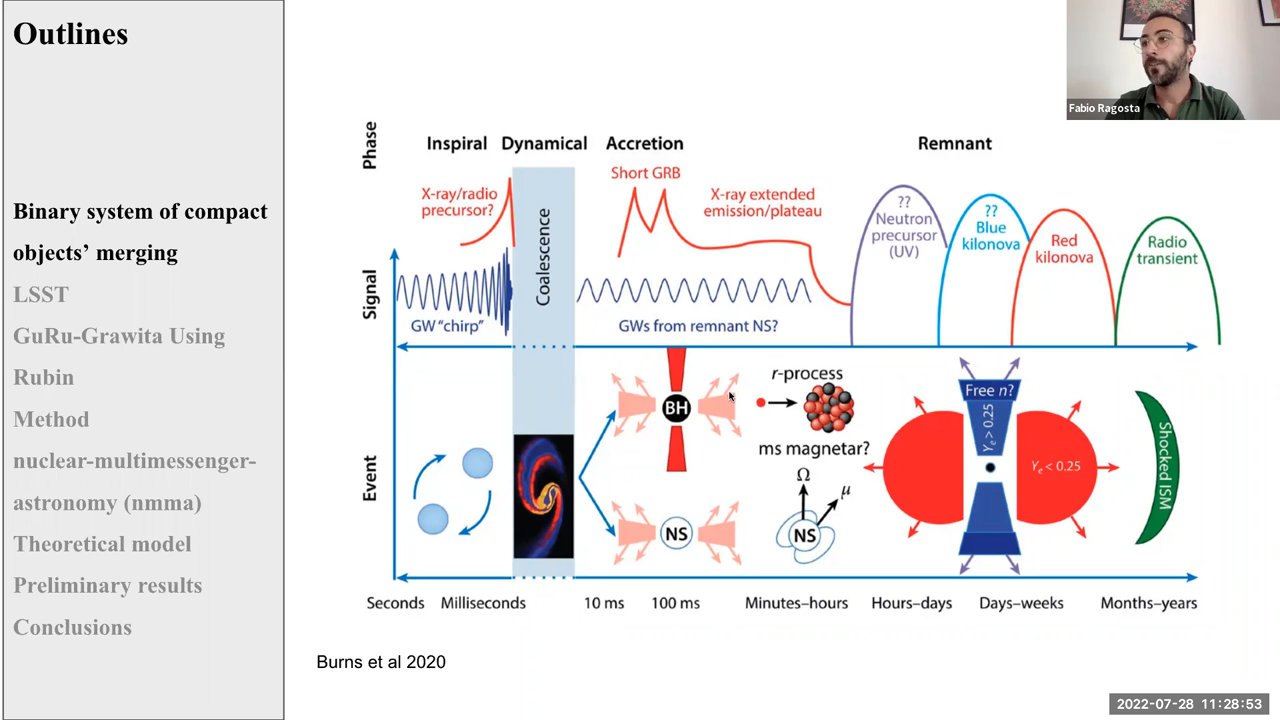 Outlines
Binary system of compact
objects’ merging
LSST
GuRu-Grawita Using
Rubin
Method
nuclear-multimessenger-
astronomy (nmma)
Theoretical model
Preliminary results
Conclusions
Fabio Ragosta
Phase
Inspiral
Dynamical
Accretion
Remnant
Signal
X-ray/radio
precursor?
GW “chirp”
Coalescence
Short GRB
X-ray extended
emission/plateau
GWs from remnant NS?
??
Neutron
precursor
(UV)
??
Blue
kilonova
Red
kilonova
Radio
transient
Event
BH
NS
r-process
ms magnetar?
Ω
μ
NS
Free n?
Ye > 0.25
Ye < 0.25
Shocked ISM
Seconds
Milliseconds
10 ms
100 ms
Minutes–hours
Hours–days
Days–weeks
Months–years
Burns et al 2020
2022-07-28 11:28:53